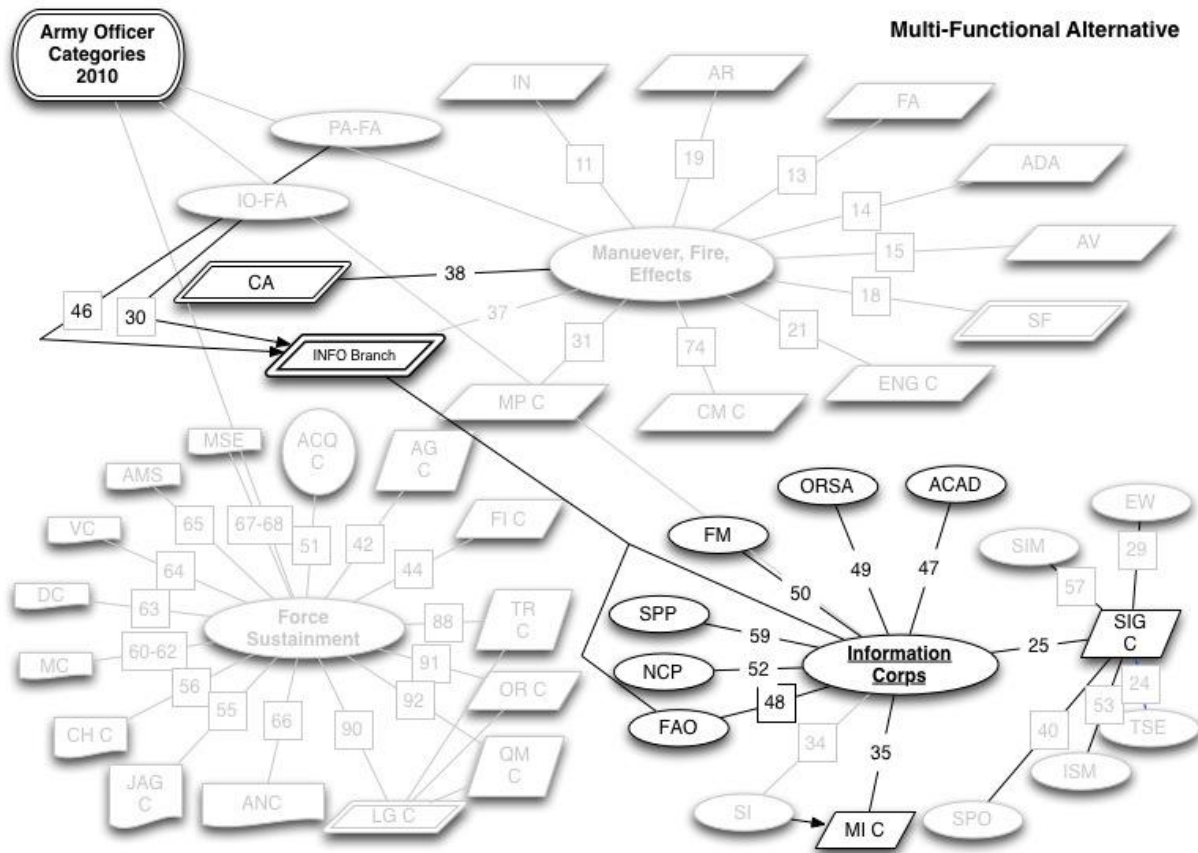 Army Officer
Categories
2010
Multi-Functional Alternative
IN
AR
FA
PA-FA
11
19
13
ADA
IO-FA
14
Manuever, Fire,
Effects
15
AV
CA
38
18
SF
46
30
37
21
INFO Branch
31
74
ENG C
MP C
CM C
MSE
ACQ
C
AG
C
AMS
ORSA
ACAD
EW
VC
65
67-68
51
42
FI C
FM
SIM
29
64
44
49
47
57
DC
63
50
Force
Sustainment
88
TR
C
SPP
59
SIG
C
60-62
MC
Information
Corps
25
91
NCP
52
56
OR C
24
55
92
48
53
CH C
66
90
FAO
34
40
TSE
35
QM
C
ISM
JAG
C
ANC
LG C
SI
MI C
SPO